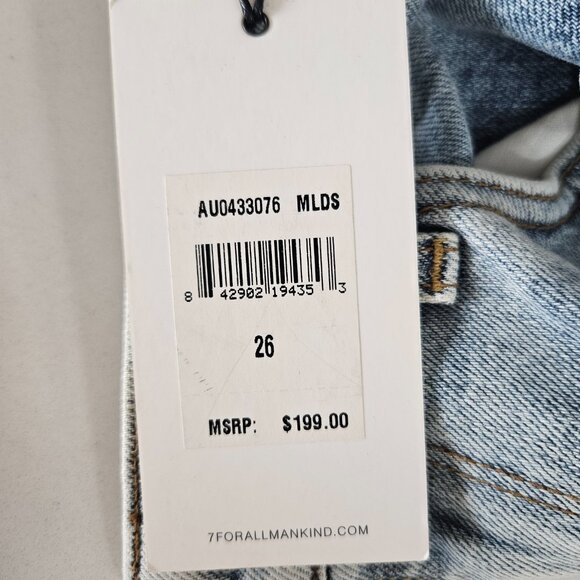 AU0433076 MLDS
8 42902 19435 3
26
MSRP: $199.00
7FORALLMANKIND.COM